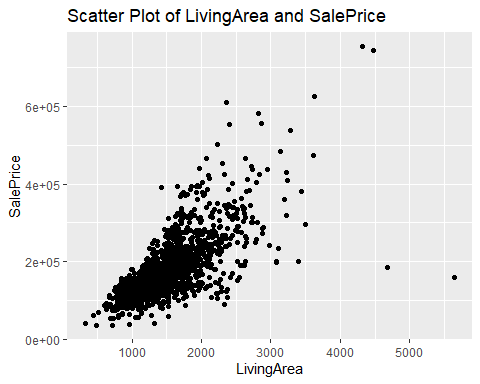 Scatter Plot of LivingArea and SalePrice
SalePrice
6e+05
4e+05
2e+05
0e+00
1000 2000 3000 4000 5000
LivingArea